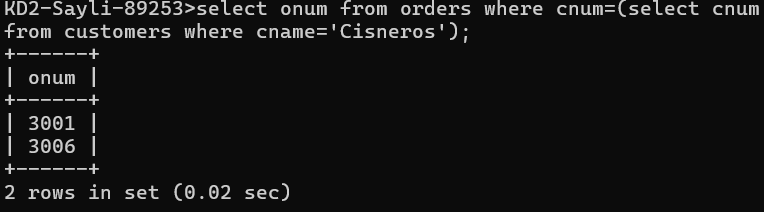 KD2-Sayli-89253>select onum from orders where cnum=(select cnum
from customers where cname='Cisneros');
+------+
| onum |
+------+
| 3001 |
| 3006 |
+------+
2 rows in set (0.02 sec)